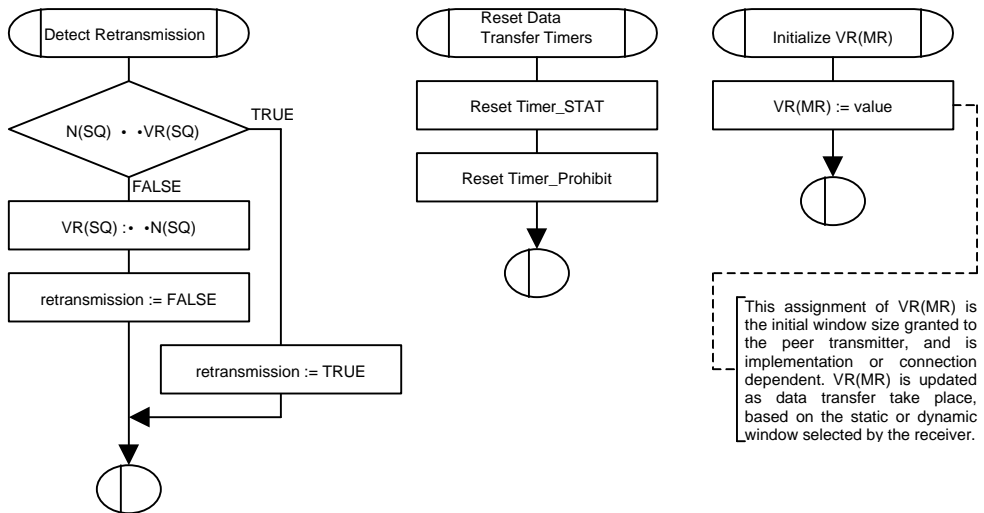 Detect Retransmission
N(SQ) • •VR(SQ)
TRUE
FALSE
VR(SQ) :• •N(SQ)
retransmission := FALSE
retransmission := TRUE
Reset Data
Transfer Timers
Reset Timer_STAT
Reset Timer_Prohibit
Initialize VR(MR)
VR(MR) := value
This assignment of VR(MR) is
the initial window size granted to
the peer transmitter, and is
implementation or connection
dependent. VR(MR) is updated
as data transfer take place,
based on the static or dynamic
window selected by the receiver.